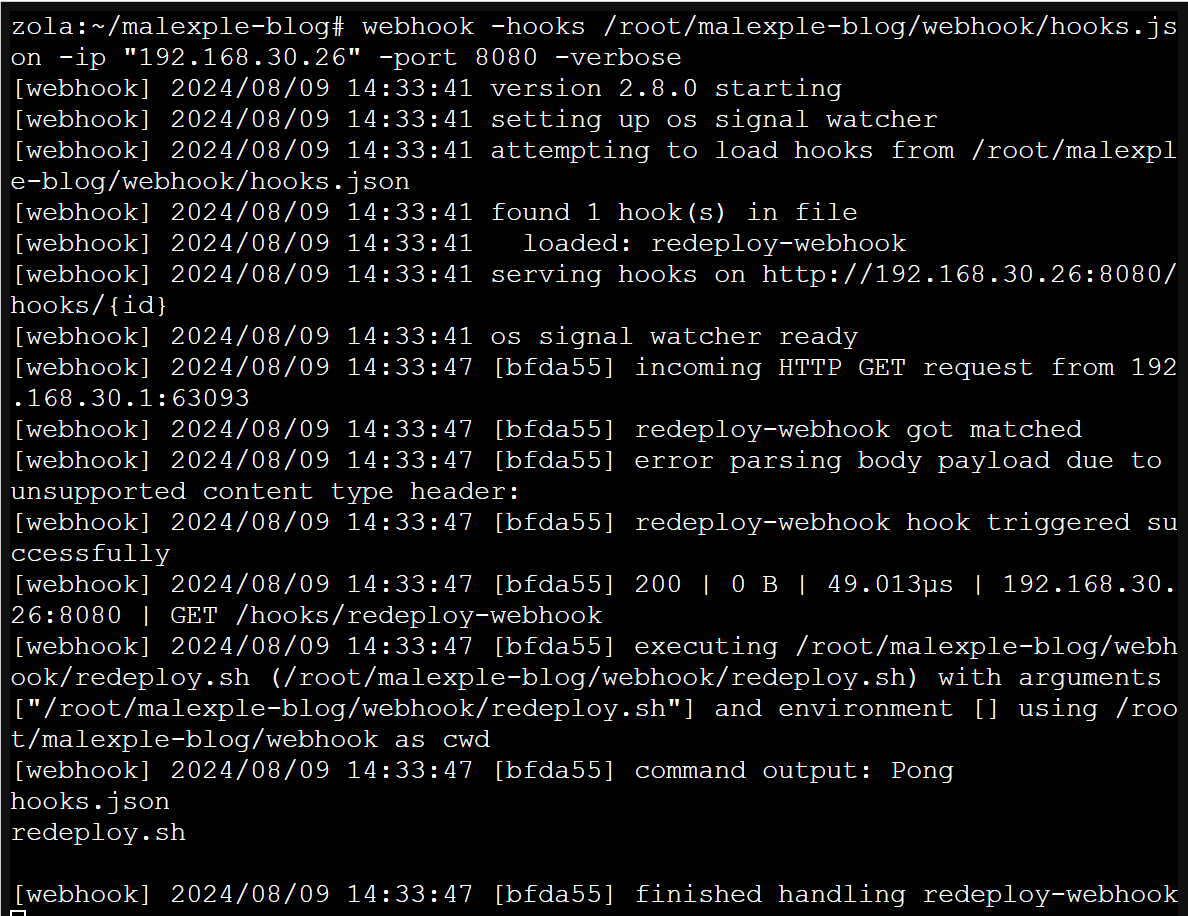 zola:~/malexple-blog# webhook -hooks /root/malexple-blog/webhook/hooks.js
on -ip "192.168.30.26" -port 8080 -verbose
[webhook] 2024/08/09 14:33:41 version 2.8.0 starting
[webhook] 2024/08/09 14:33:41 setting up os signal watcher
[webhook] 2024/08/09 14:33:41 attempting to load hooks from /root/malexpl
e-blog/webhook/hooks.json
[webhook] 2024/08/09 14:33:41 found 1 hook(s) in file
[webhook] 2024/08/09 14:33:41   loaded: redeploy-webhook
[webhook] 2024/08/09 14:33:41 serving hooks on http://192.168.30.26:8080/
hooks/{id}
[webhook] 2024/08/09 14:33:41 os signal watcher ready
[webhook] 2024/08/09 14:33:47 [bfda55] incoming HTTP GET request from 192
.168.30.1:63093
[webhook] 2024/08/09 14:33:47 [bfda55] redeploy-webhook got matched
[webhook] 2024/08/09 14:33:47 [bfda55] error parsing body payload due to
unsupported content type header:
[webhook] 2024/08/09 14:33:47 [bfda55] redeploy-webhook hook triggered su
ccessfully
[webhook] 2024/08/09 14:33:47 [bfda55] 200 | 0 B | 49.013µs | 192.168.30.
26:8080 | GET /hooks/redeploy-webhook
[webhook] 2024/08/09 14:33:47 [bfda55] executing /root/malexple-blog/webh
ook/redeploy.sh (/root/malexple-blog/webhook/redeploy.sh) with arguments
["/root/malexple-blog/webhook/redeploy.sh"] and environment [] using /roo
t/malexple-blog/webhook as cwd
[webhook] 2024/08/09 14:33:47 [bfda55] command output: Pong
hooks.json
redeploy.sh
[webhook] 2024/08/09 14:33:47 [bfda55] finished handling redeploy-webhook